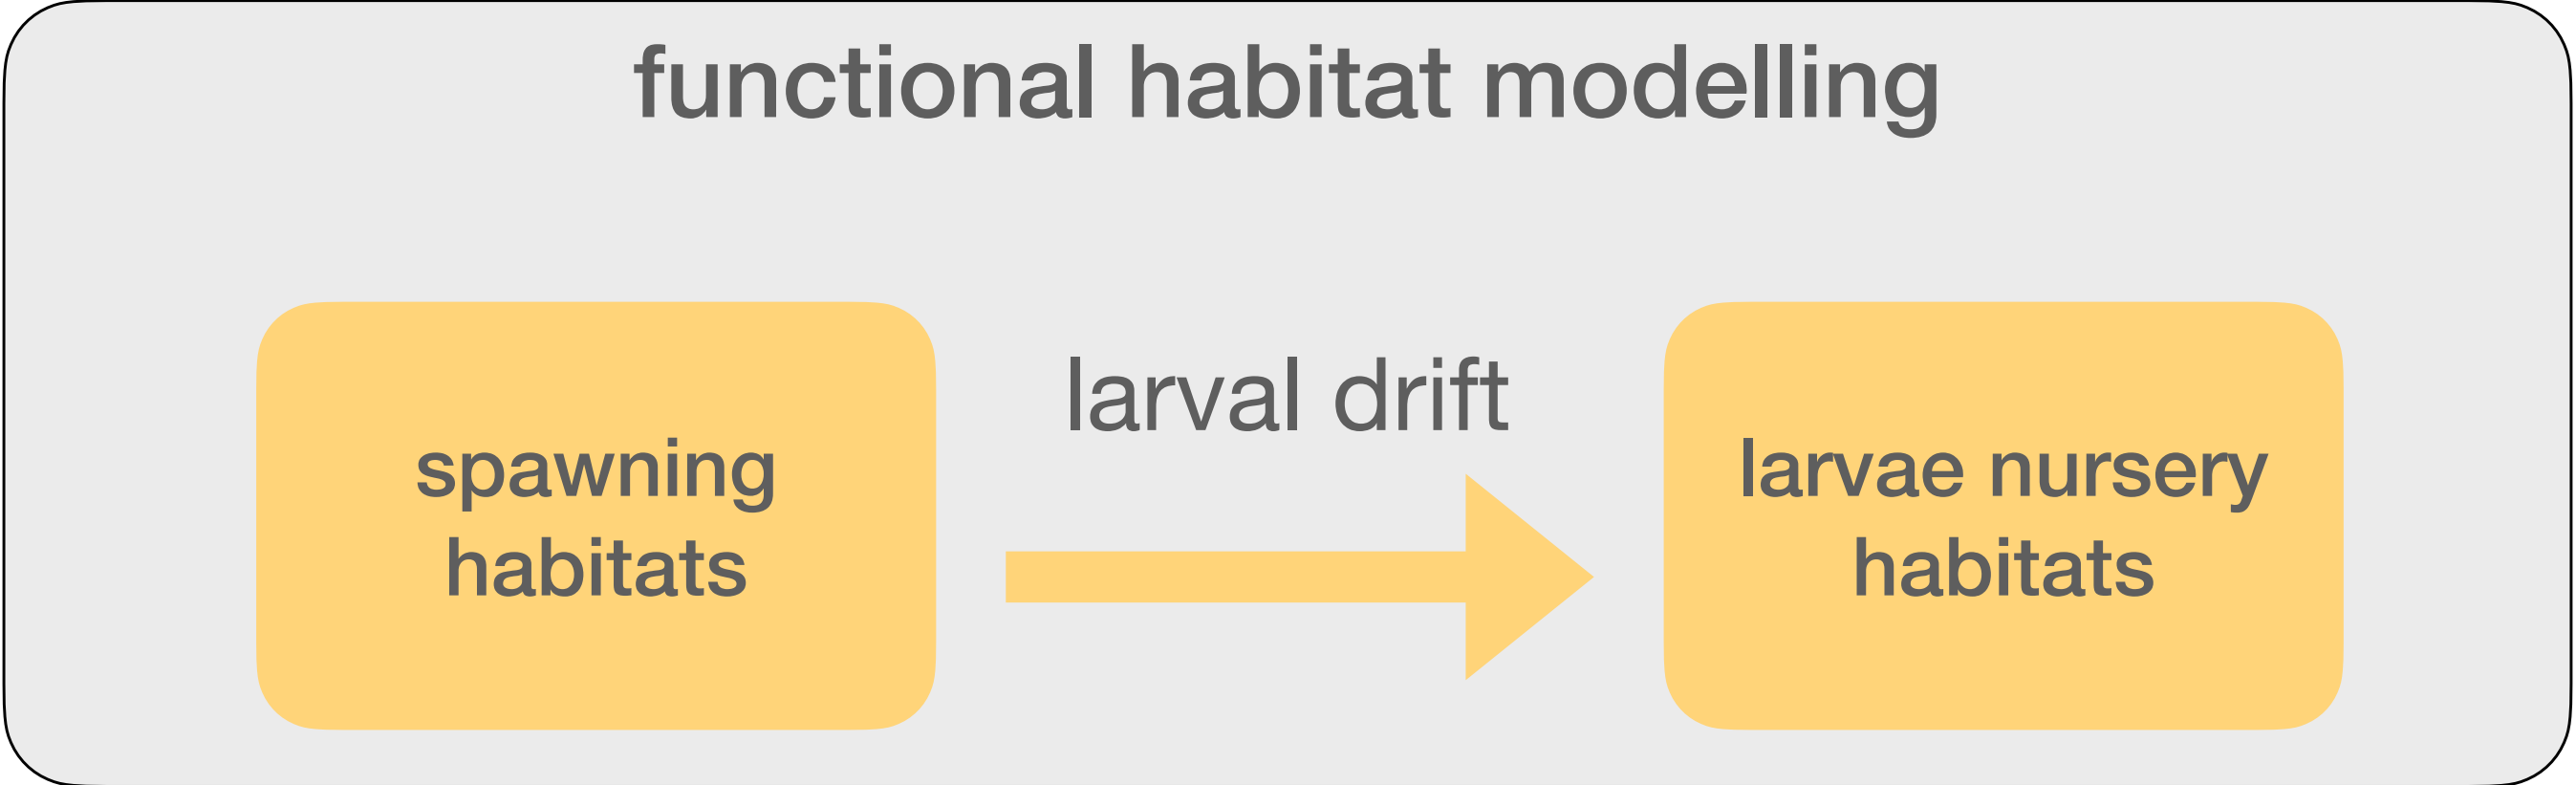 functional habitat modelling
larval drift
spawning
habitats
larvae nursery
habitats